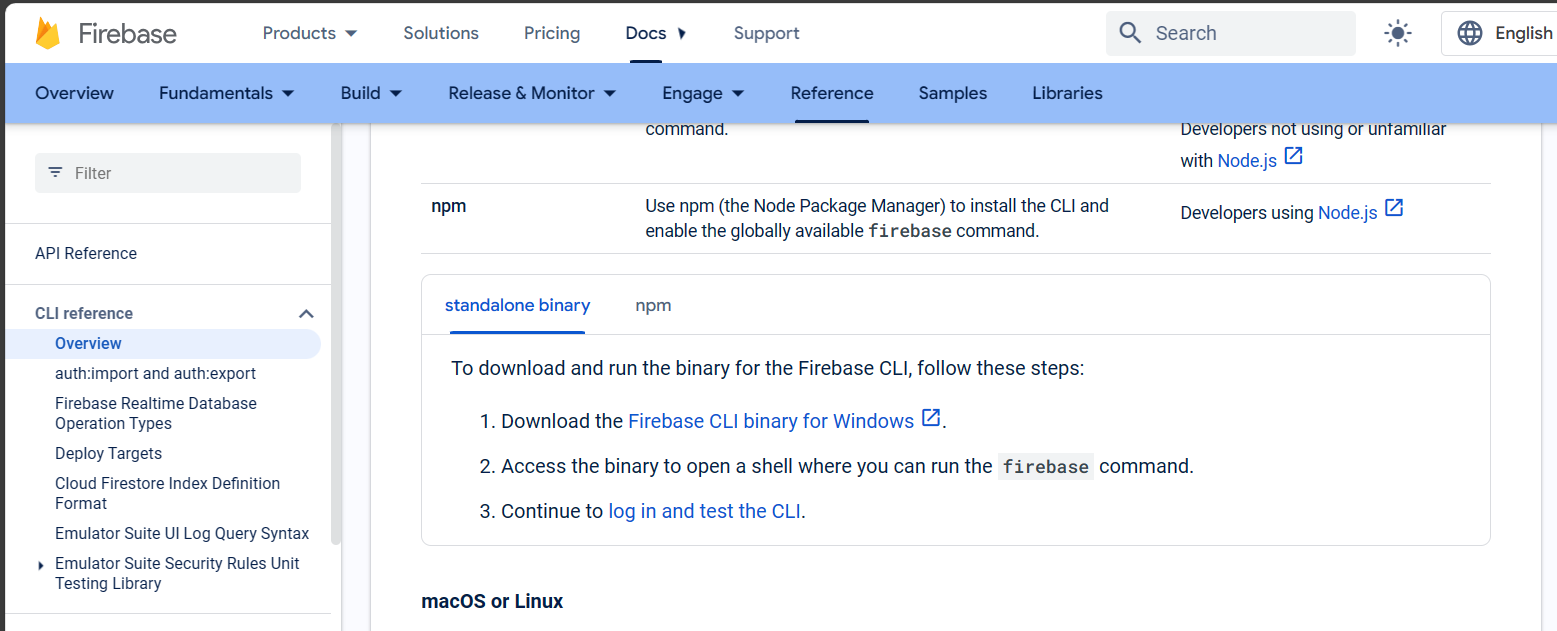 Firebase
Products
Solutions
Pricing
Docs
Support
Search
English
Overview
Fundamentals
Build
Release & Monitor
Engage
Reference
Samples
Libraries
Filter
API Reference
CLI reference
Overview
auth:import and auth:export
Firebase Realtime Database
Operation Types
Deploy Targets
Cloud Firestore Index Definition
Format
Emulator Suite UI Log Query Syntax
Emulator Suite Security Rules Unit
Testing Library
command.
Developers not using or unfamiliar
with Node.js
npm
Use npm (the Node Package Manager) to install the CLI and
enable the globally available firebase command.
Developers using Node.js
standalone binary
npm
To download and run the binary for the Firebase CLI, follow these steps:
1. Download the Firebase CLI binary for Windows .
2. Access the binary to open a shell where you can run the firebase command.
3. Continue to log in and test the CLI.
macOS or Linux